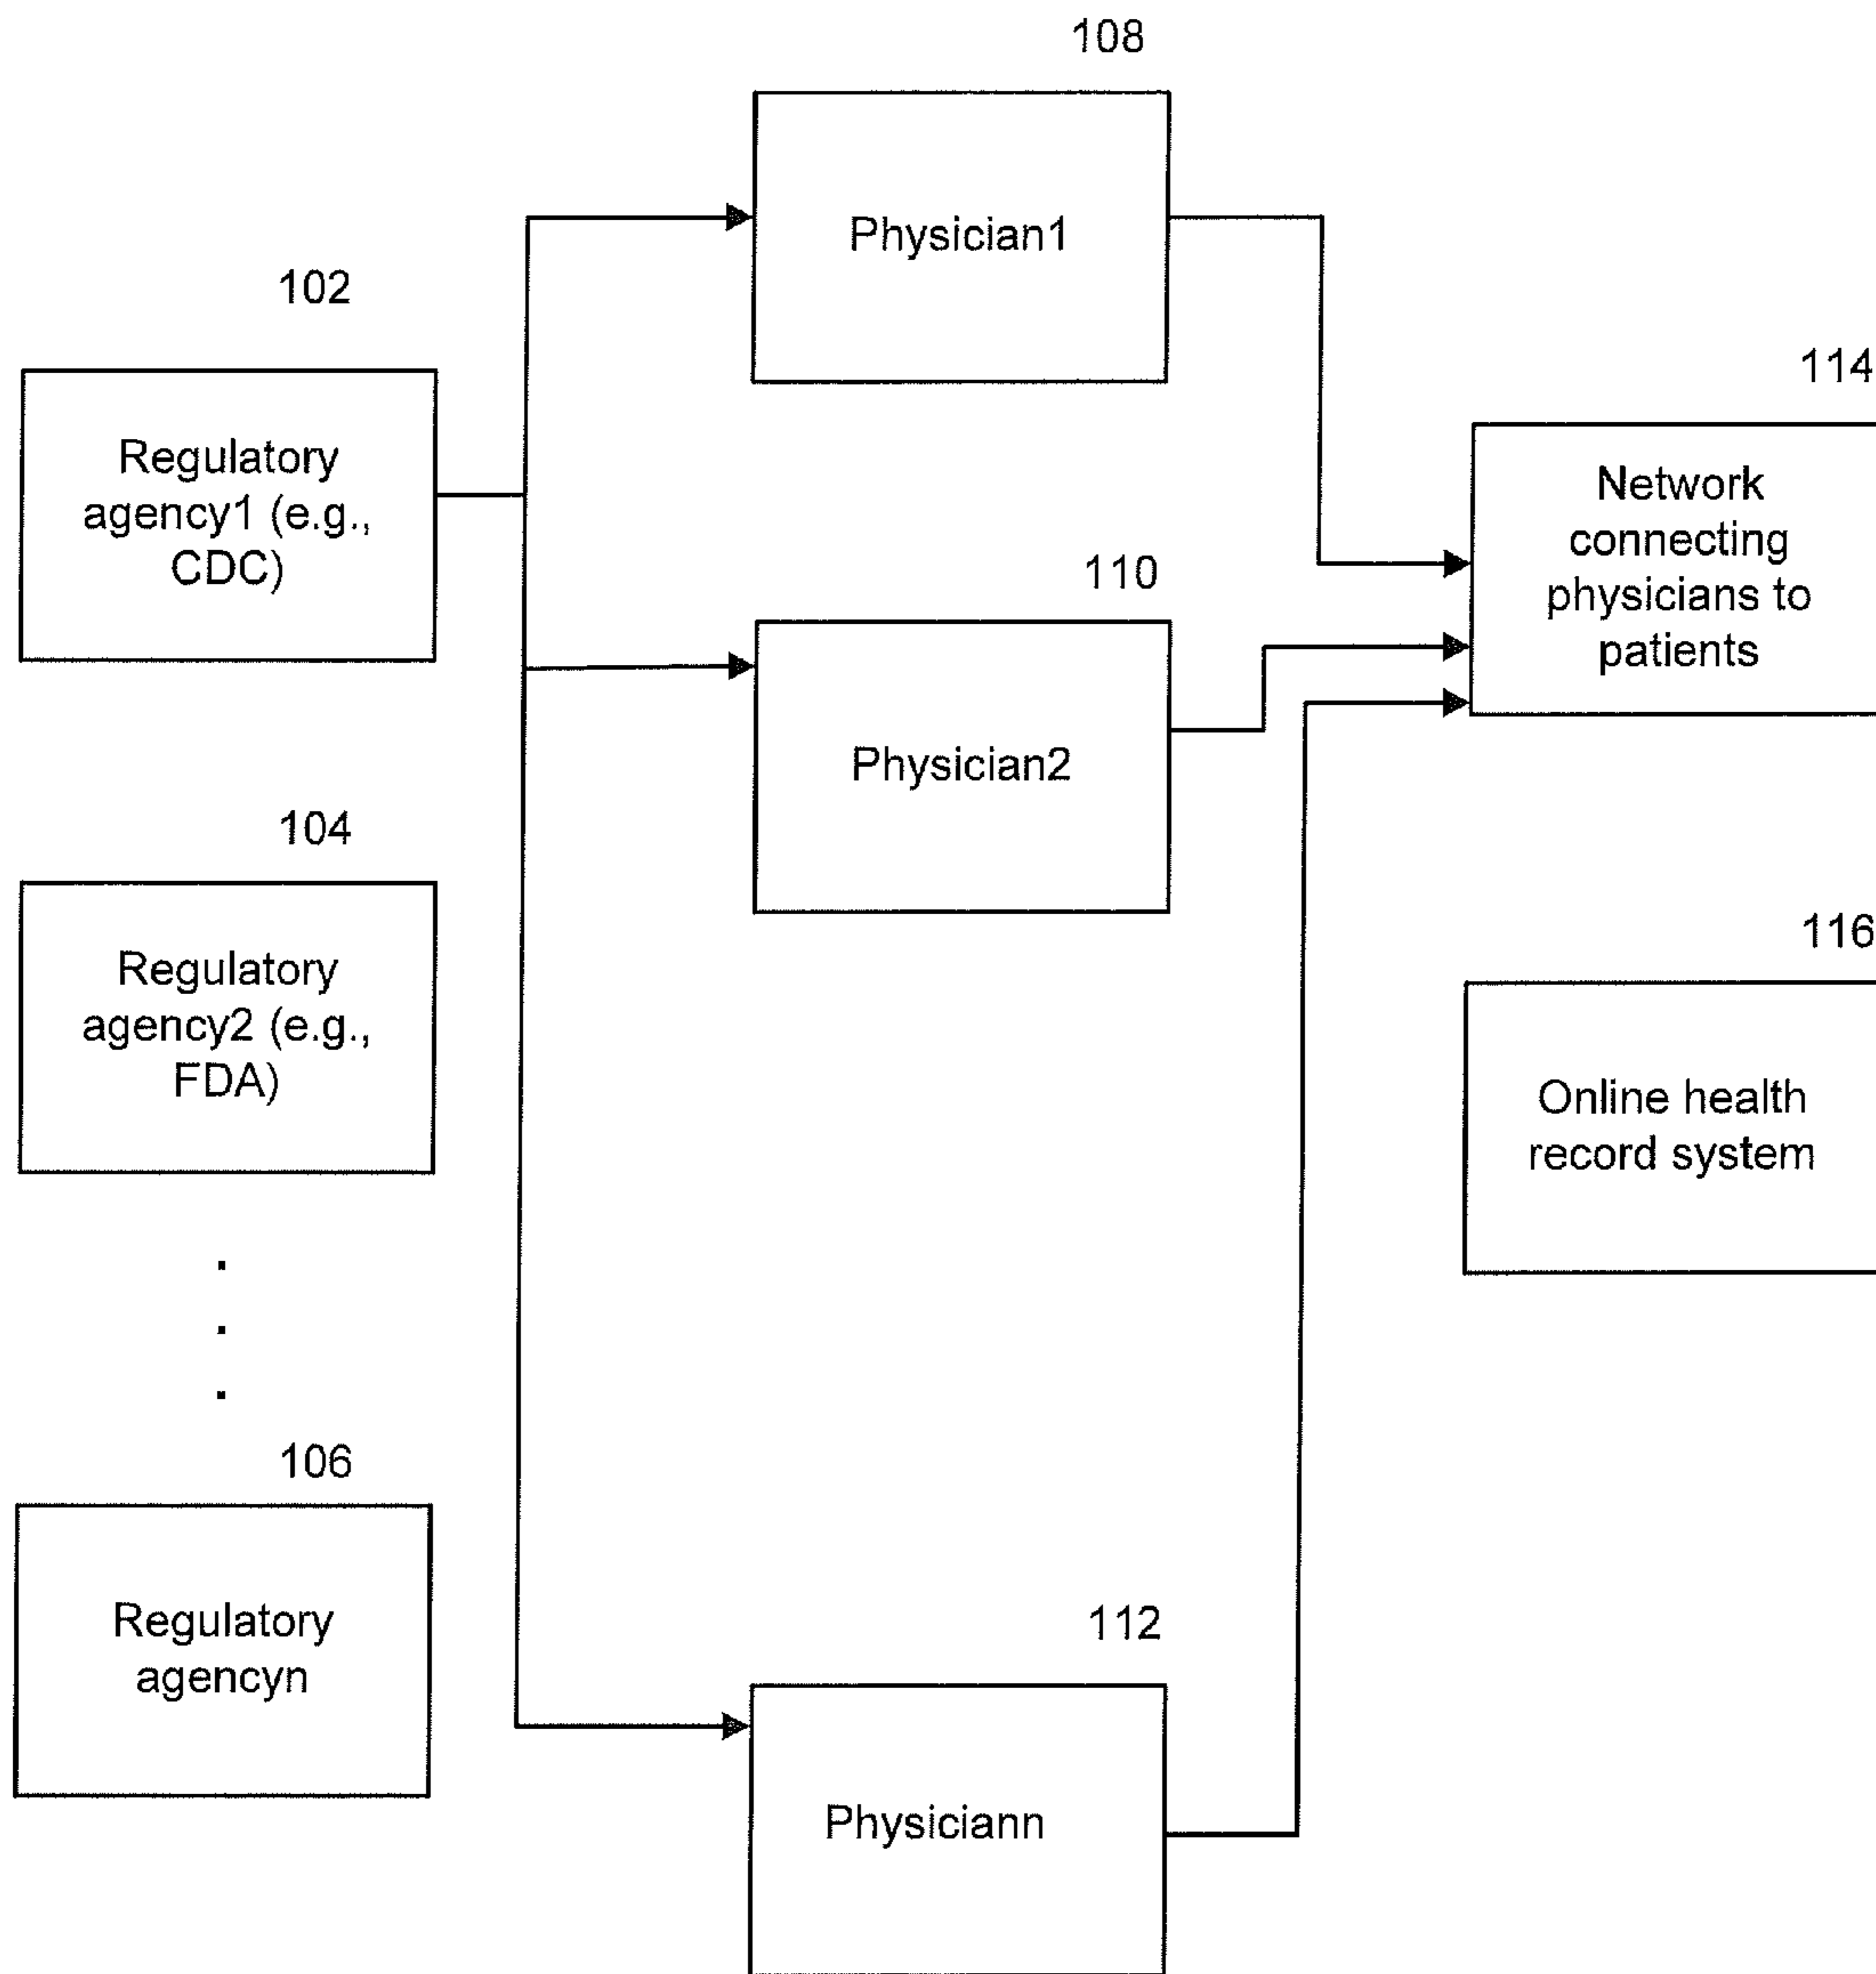 108
Physician1
102
Regulatory
agency1 (e.g.,
CDC)
114
Network
connecting
physicians to
patients
110
Physician2
104
Regulatory
agency2 (e.g.,
FDA)
.
.
.
116
Online health
record system
106
Regulatory
agencyn
112
Physiciann